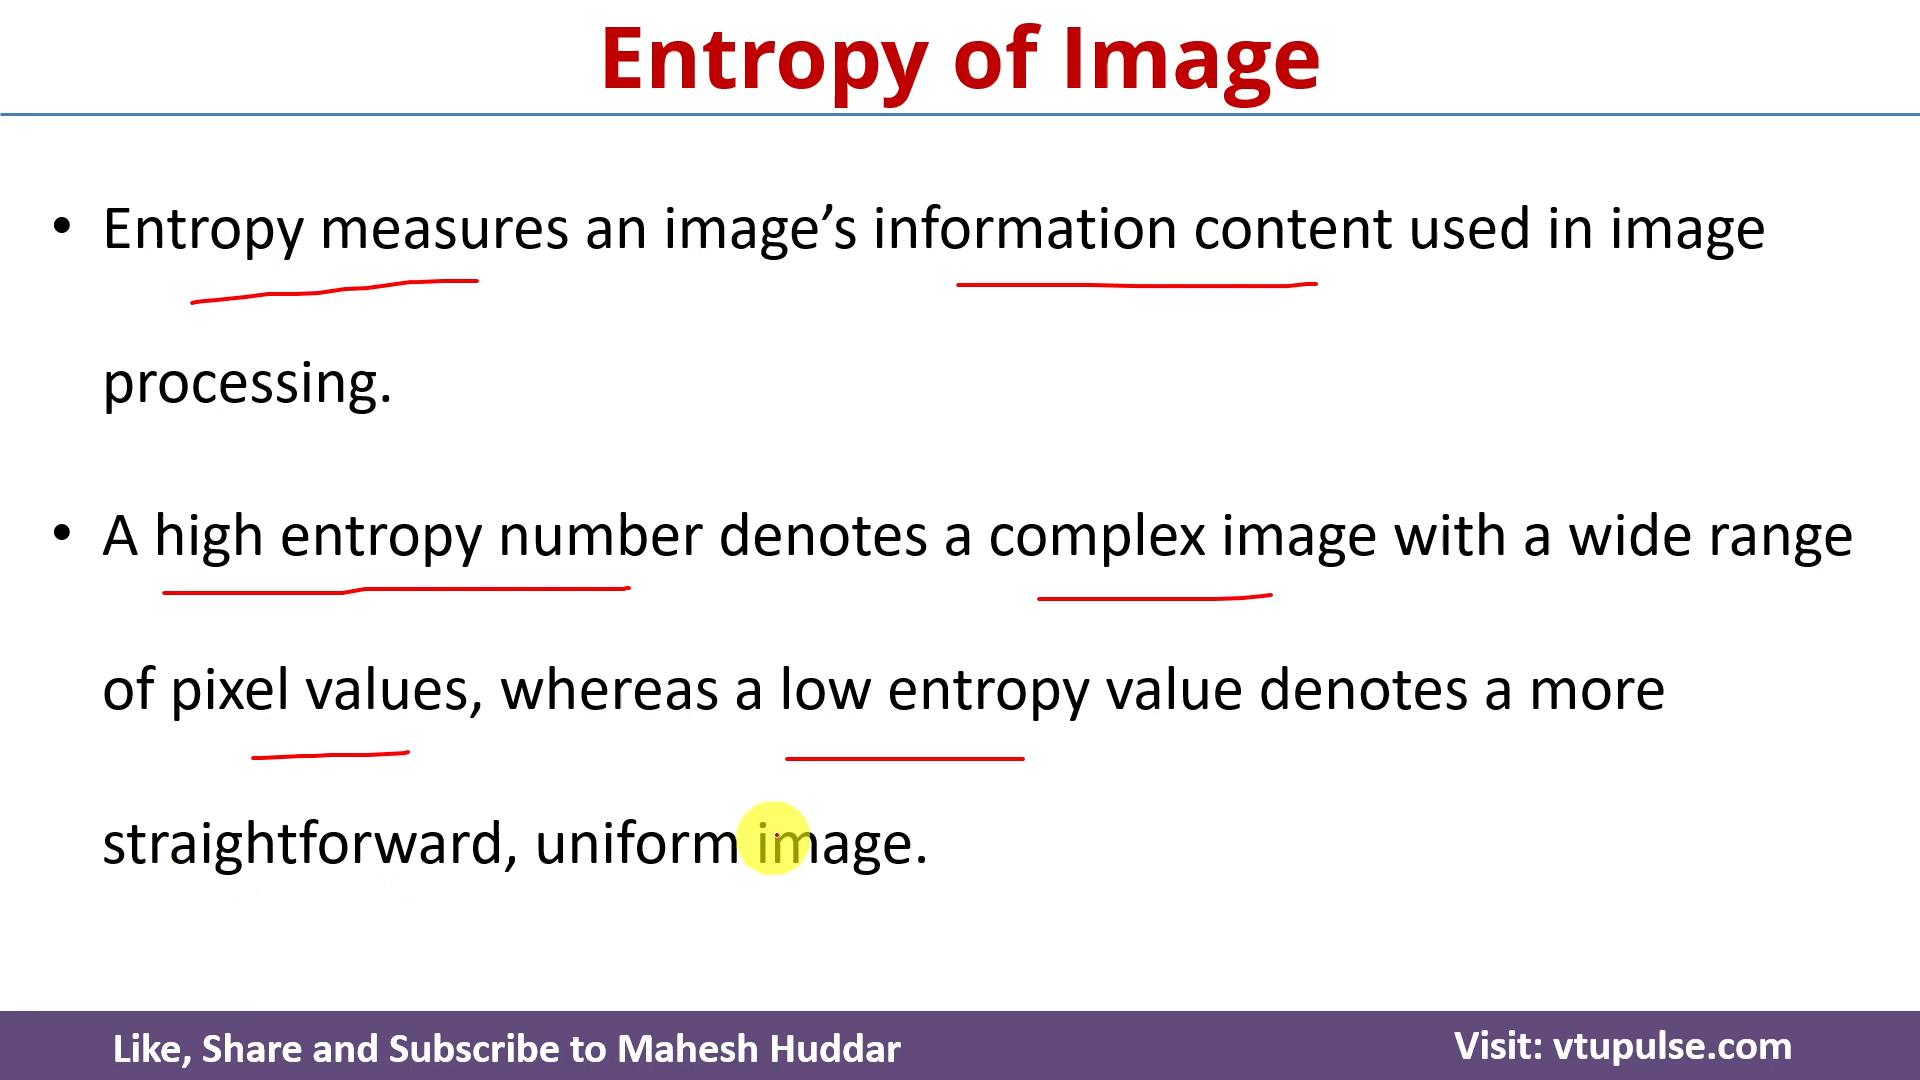 Entropy of Image
• Entropy measures an image’s information content used in image
processing.
• A high entropy number denotes a complex image with a wide range
of pixel values, whereas a low entropy value denotes a more
straightforward, uniform image.
Like, Share and Subscribe to Mahesh Huddar
Visit: vtupulse.com